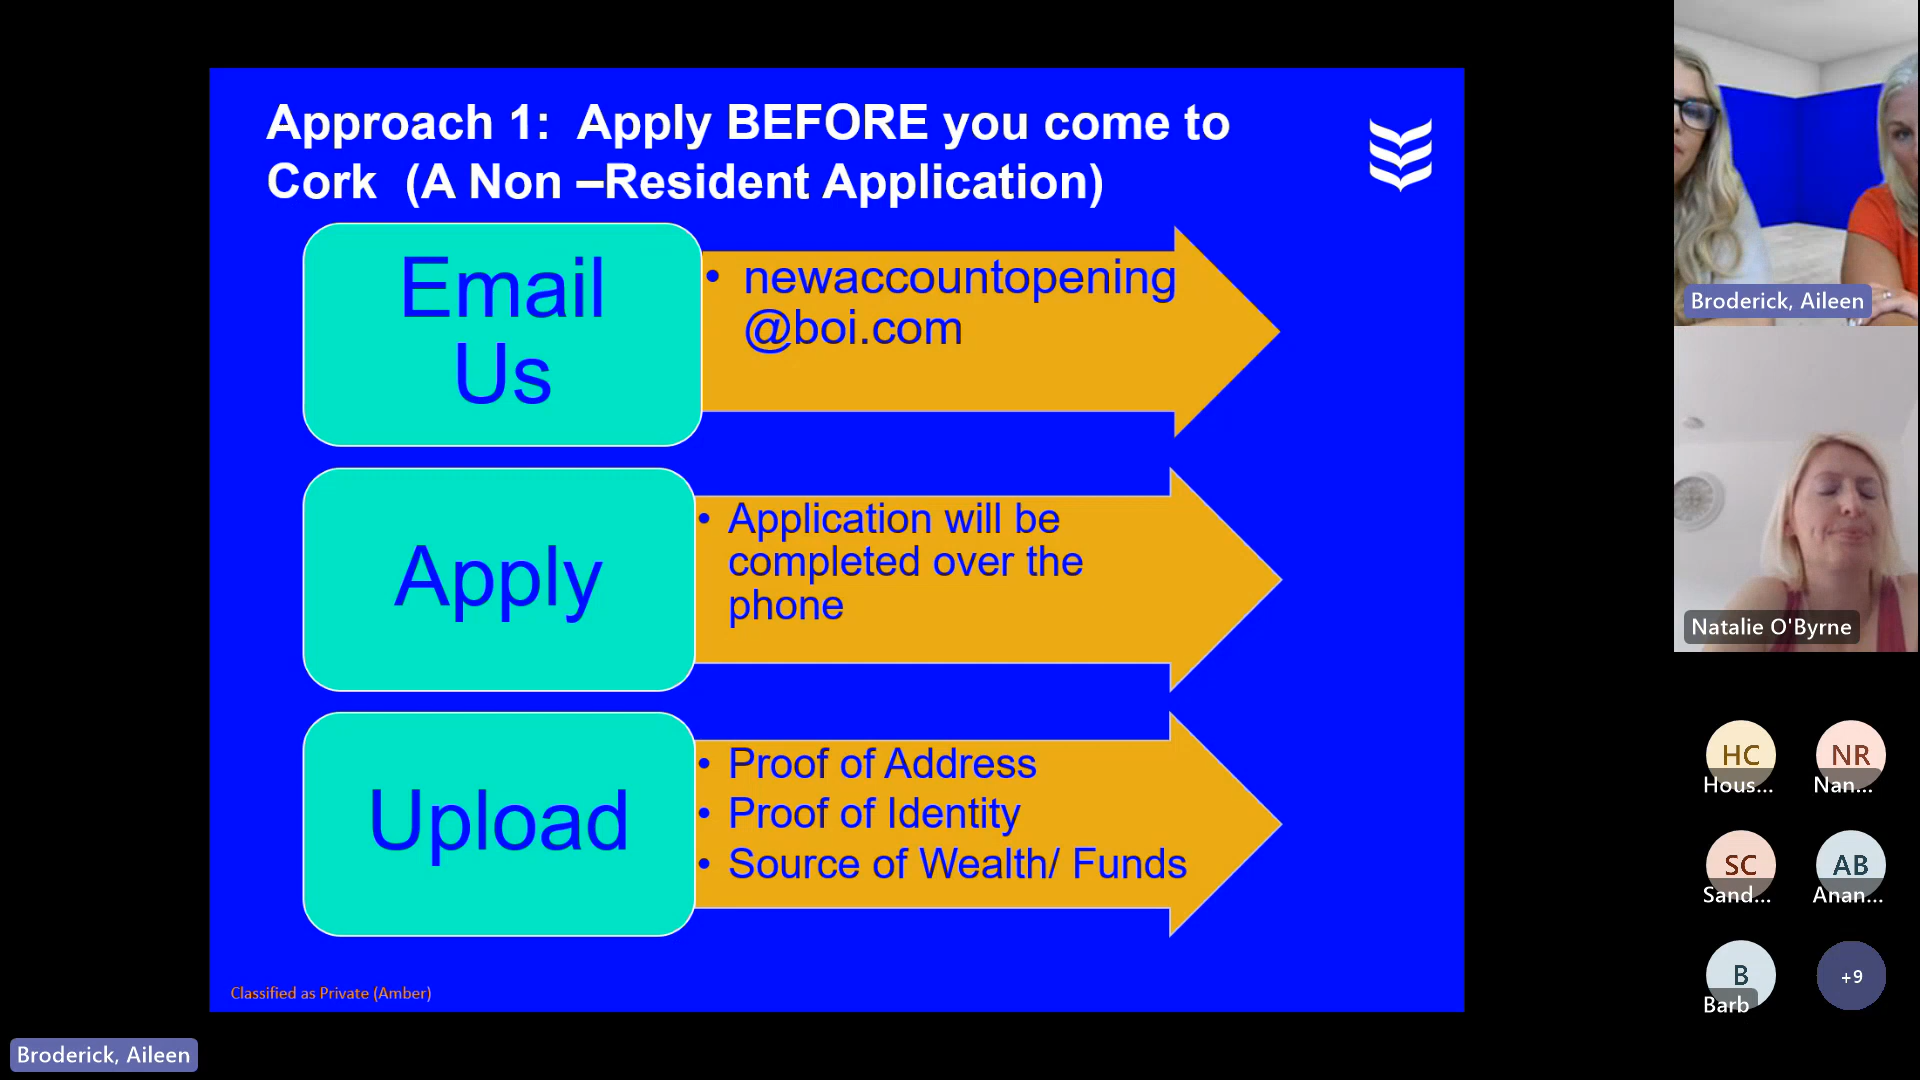 Approach 1:  Apply BEFORE you come to
Cork  (A Non –Resident Application)
Email
Us
• newaccountopening
@boi.com
Apply
• Application will be
completed over the
phone
Upload
• Proof of Address
• Proof of Identity
• Source of Wealth/ Funds
Classified as Private (Amber)
Broderick, Aileen
Broderick, Aileen
Natalie O'Byrne
HC
Hous...
NR
Nan...
SC
Sand...
AB
Anan...
B
Barb
+9